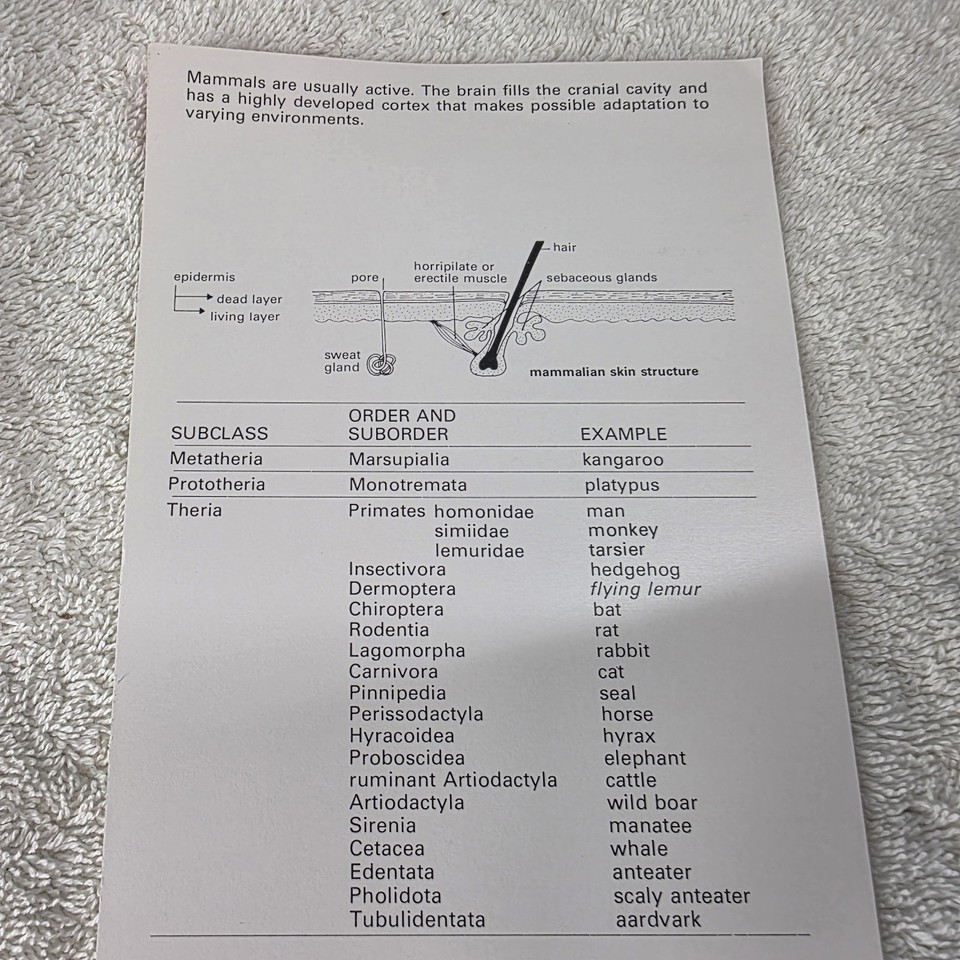 Mammals are usually active. The brain fills the cranial cavity and
has a highly developed cortex that makes possible adaptation to
varying environments.
hair
horripilate or
erectile muscle
epidermis
pore
sebaceous glands
dead layer
living layer
sweat
gland
mammalian skin structure
ORDER AND
SUBCLASS SUBORDER EXAMPLE
Metatheria Marsupialia kangaroo
Prototheria Monotremata platypus
Theria Primates homonidae man
simiidae monkey
lemuridae tarsier
Insectivora hedgehog
Dermoptera flying lemur
Chiroptera bat
Rodentia rat
Lagomorpha rabbit
Carnivora cat
Pinnipedia seal
Perissodactyla horse
Hyracoidea hyrax
Proboscidea elephant
ruminant Artiodactyla cattle
Artiodactyla wild boar
Sirenia manatee
Cetacea whale
Edentata anteater
Pholidota scaly anteater
Tubulidentata aardvark